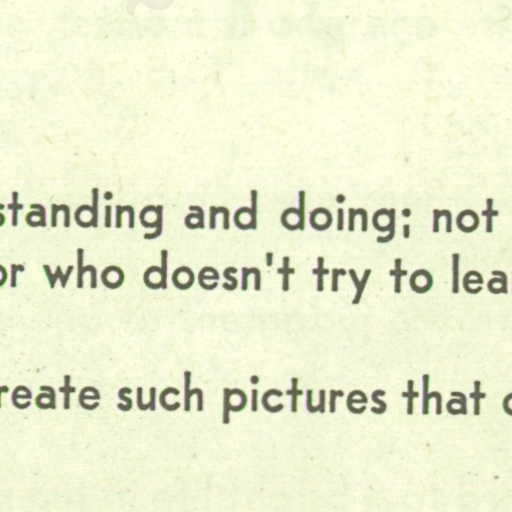 standing and doing; not
or who doesn't try to lea
reate such pictures that